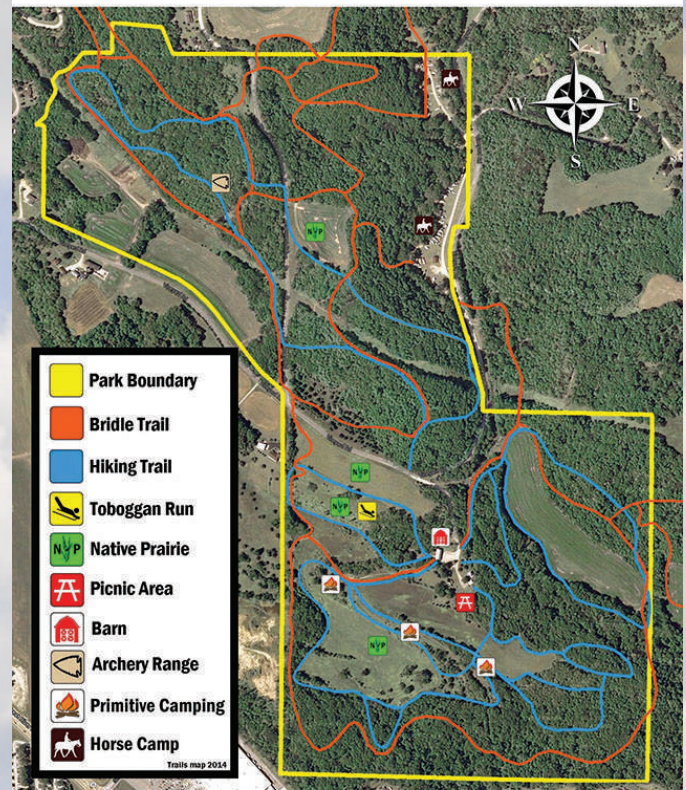 N
W
E
S
N P
N P
N P
N P
Park Boundary
Bridle Trail
Hiking Trail
Toboggan Run
N P
Native Prairie
Picnic Area
Barn
Archery Range
Primitive Camping
Horse Camp
Trails map 2014